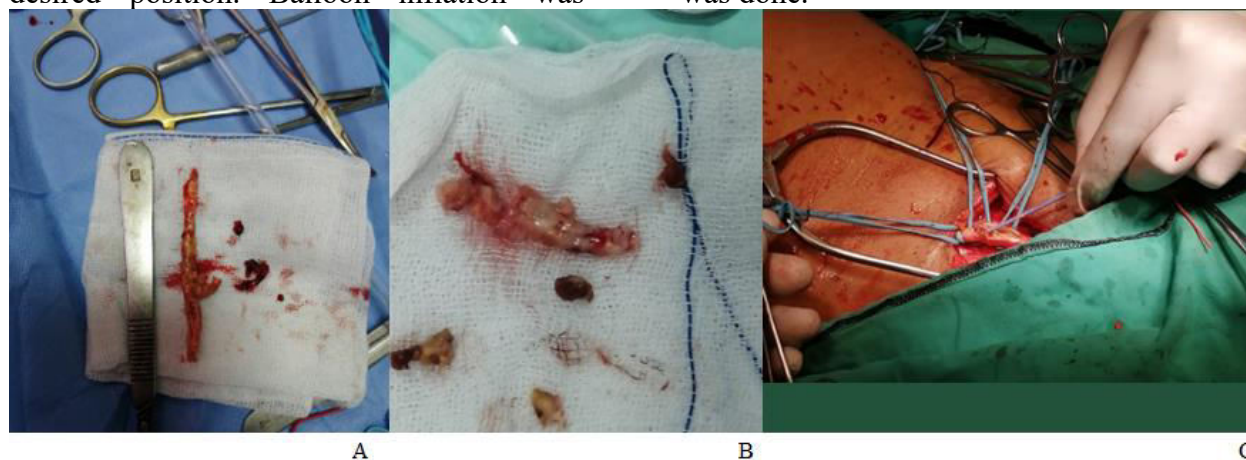 desired position. Balloon inflation was
was done.
A
B
C